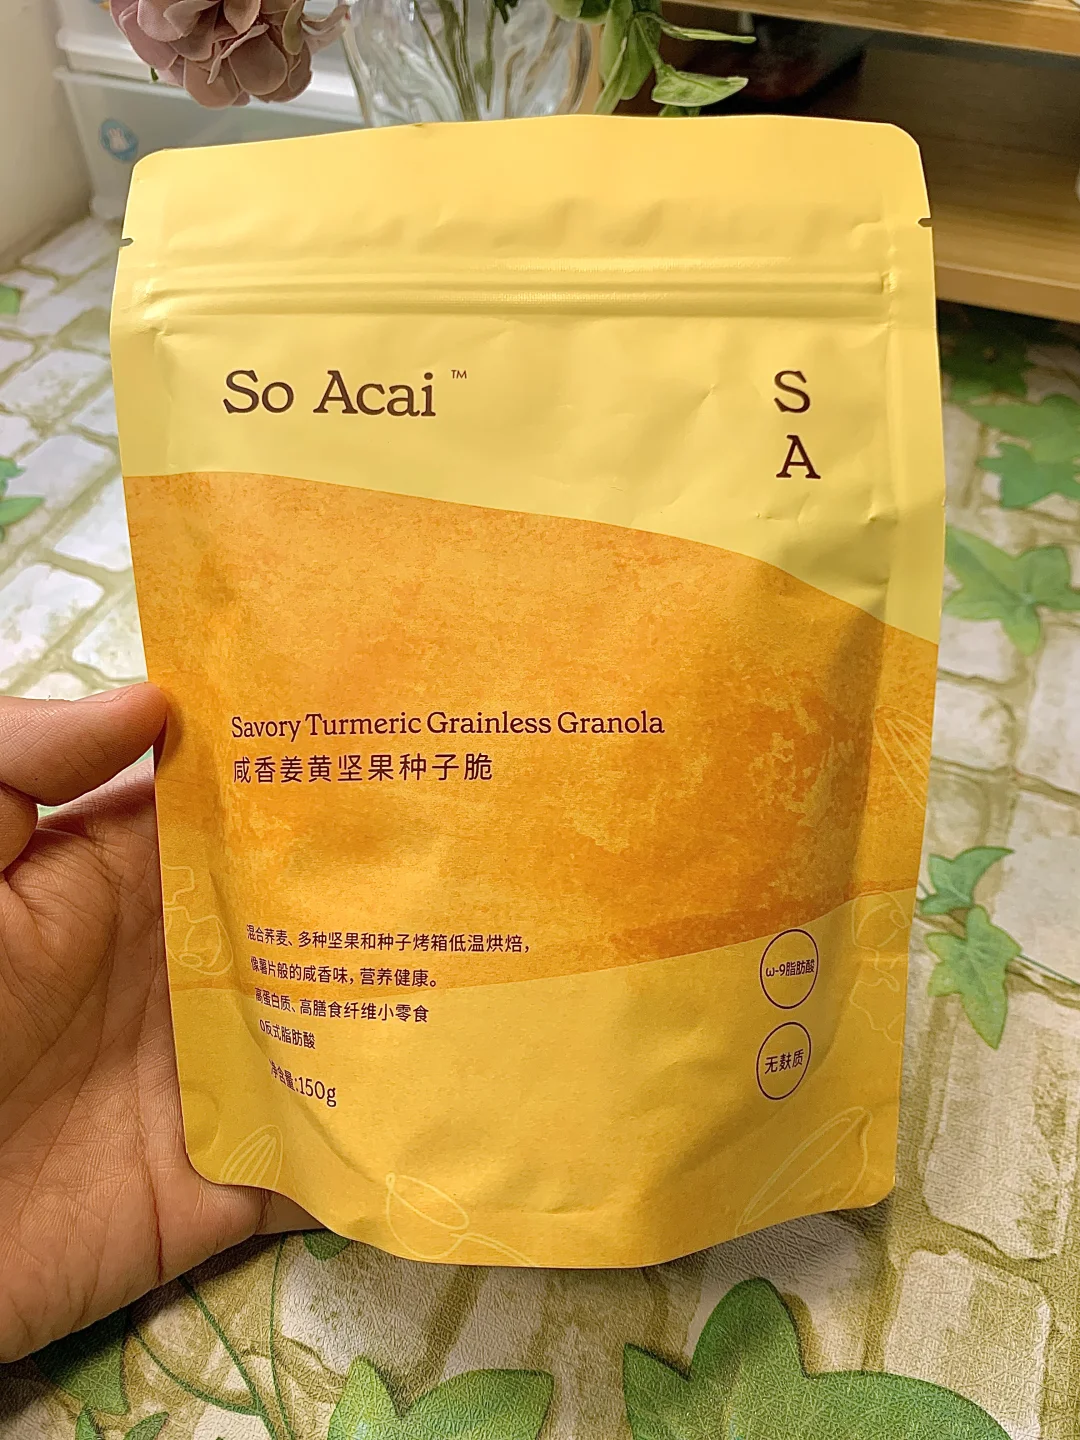 So Acai™
S
A
Savory Turmeric Grainless Granola
咸香姜黄坚果种子脆
混合荞麦、多种坚果和种子烤箱低温烘焙，
像薯片般的咸香味，营养健康。
高蛋白质、高膳食纤维小零食
0反式脂肪酸
净含量:150g
ω-9脂肪酸
无麸质